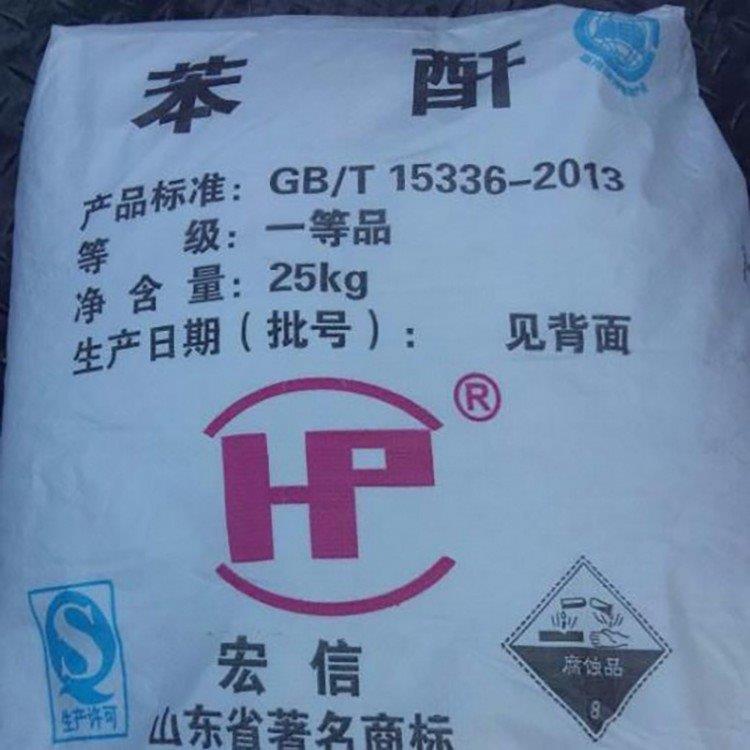 苯 酐
产品标准：GB/T 15336-2013
等 级：一等品
净 含 量：25kg
生产日期（批号）： 见背面
®
HP
QS
生产许可
腐蚀品
8
宏 信
山东省著名商标